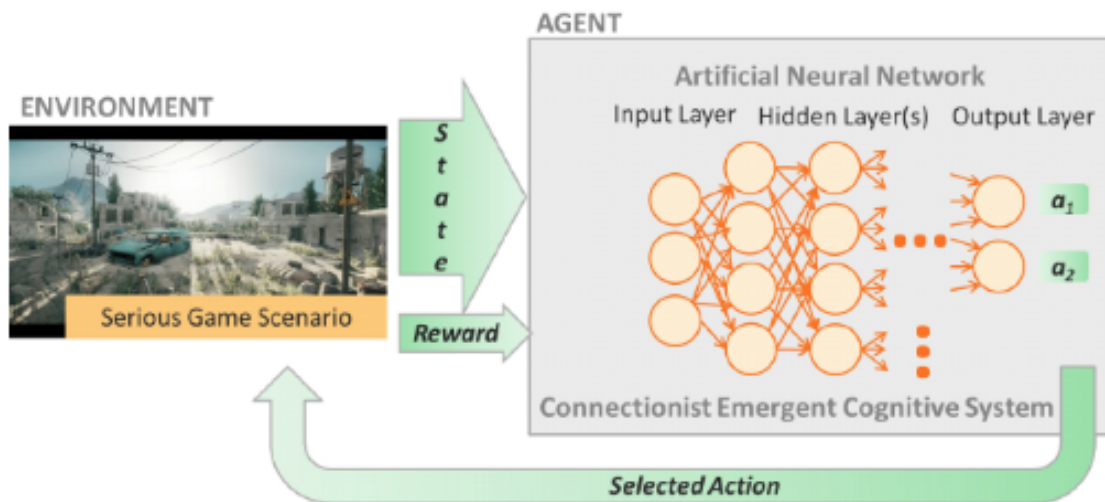 AGENT
Artificial Neural Network
ENVIRONMENT
Input Layer
Hidden Layer(s)
Output Layer
State
a1
a2
Serious Game Scenario
Reward
Connectionist Emergent Cognitive System
Selected Action